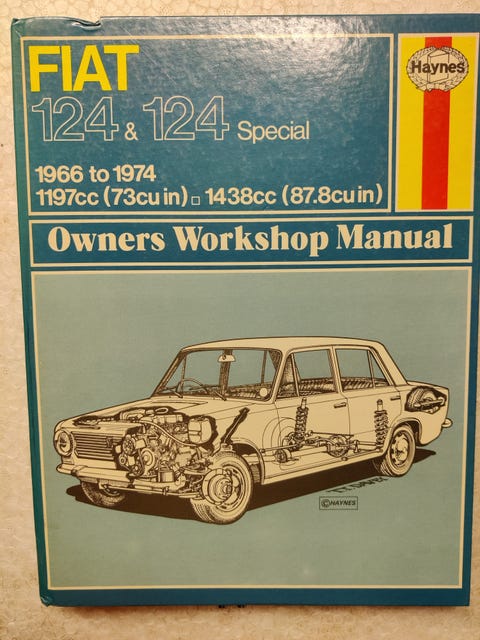 FIAT
Haynes
124 & 124 Special
1966 to 1974
1197cc (73cu in) □ 1438cc (87.8cu in)
Owners Workshop Manual
©HAYNES